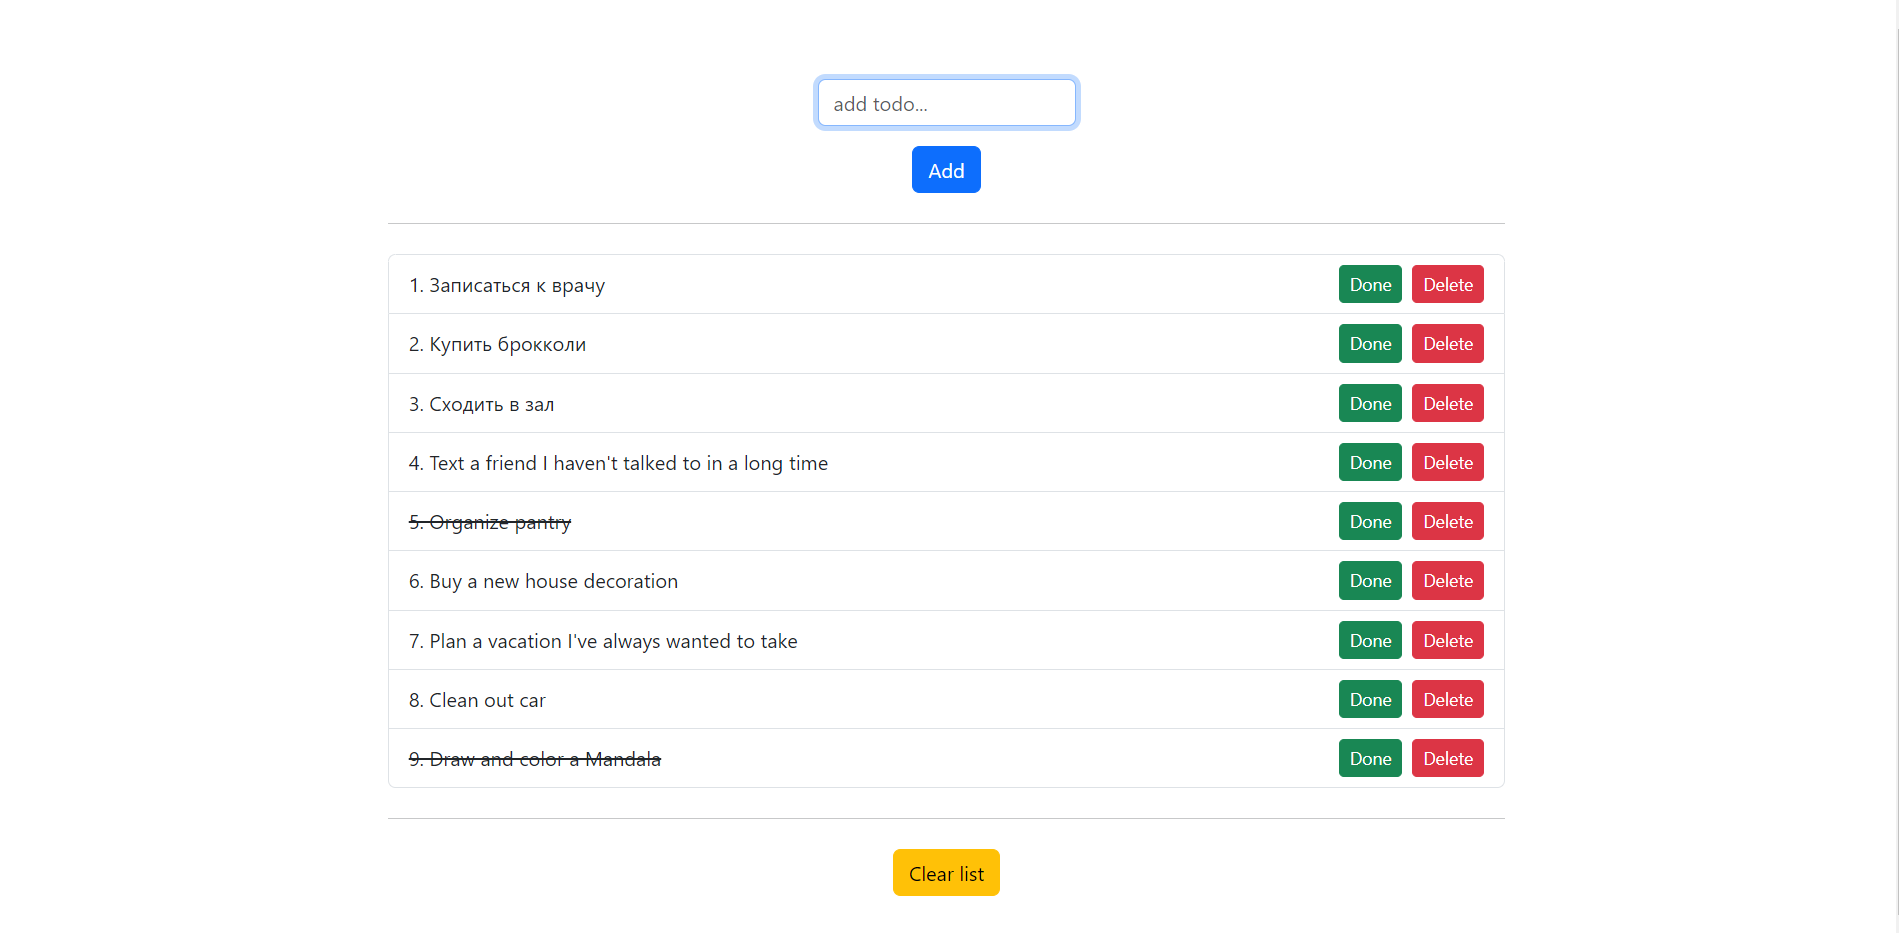 add todo...
Add
1. Записаться к врачу Done Delete
2. Купить брокколи Done Delete
3. Сходить в зал Done Delete
4. Text a friend I haven't talked to in a long time Done Delete
5. Organize pantry Done Delete
6. Buy a new house decoration Done Delete
7. Plan a vacation I've always wanted to take Done Delete
8. Clean out car Done Delete
9. Draw and color a Mandala Done Delete
Clear list